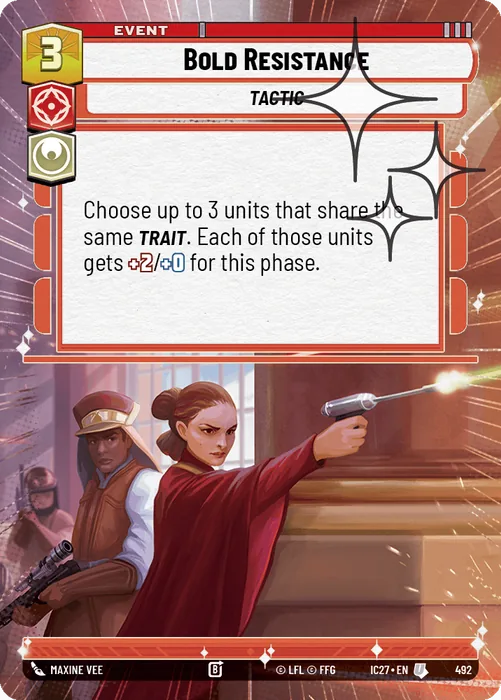 3
EVENT
BOLD RESISTANCE
TACTIC
Choose up to 3 units that share the
same TRAIT. Each of those units
gets +2/+0 for this phase.
MAXINE VEE
B
© LFL © FFG
IC27•EN
492